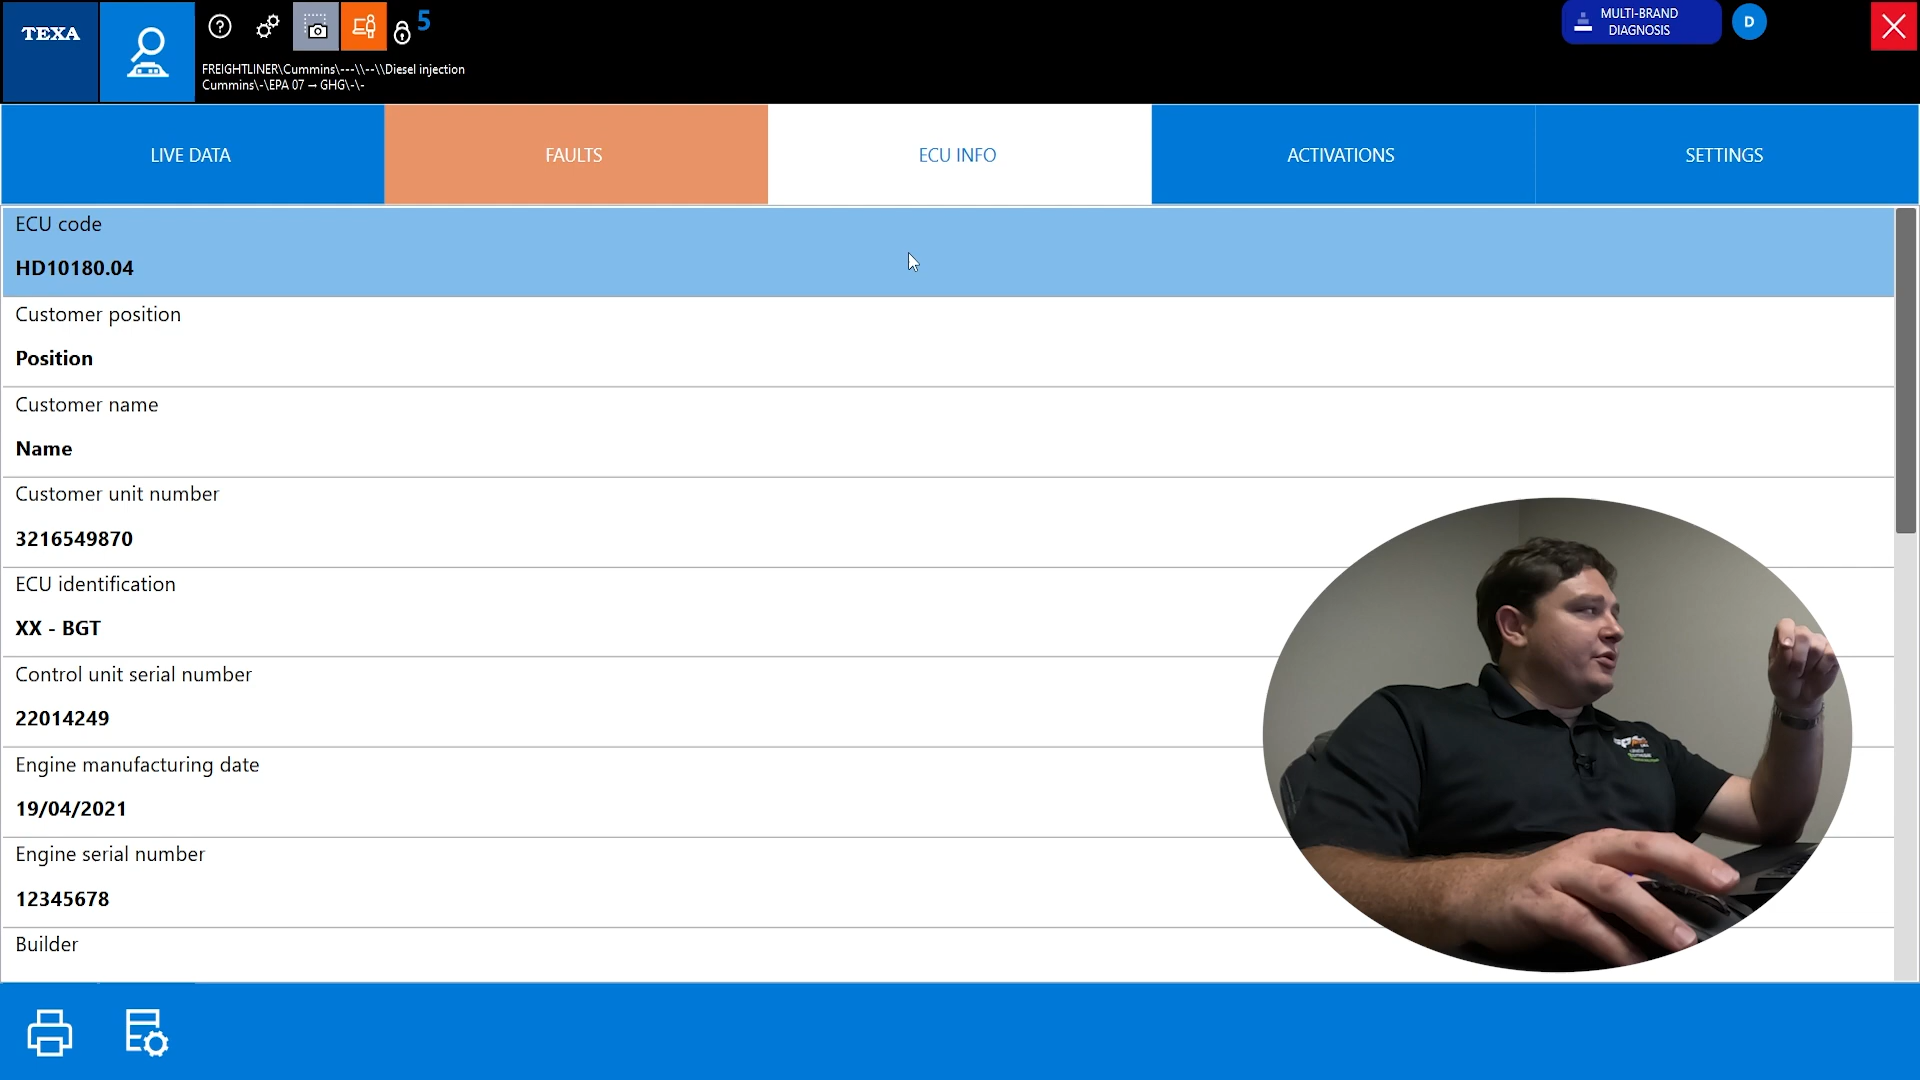 TEXA
5
FREIGHTLINER\Cummins\---\\--\\Diesel injection
Cummins\-\EPA 07 → GHG\-\-
MULTI-BRAND
DIAGNOSIS
D
LIVE DATA
FAULTS
ECU INFO
ACTIVATIONS
SETTINGS
ECU code
HD10180.04
Customer position
Position
Customer name
Name
Customer unit number
3216549870
ECU identification
XX - BGT
Control unit serial number
22014249
Engine manufacturing date
19/04/2021
Engine serial number
12345678
Builder